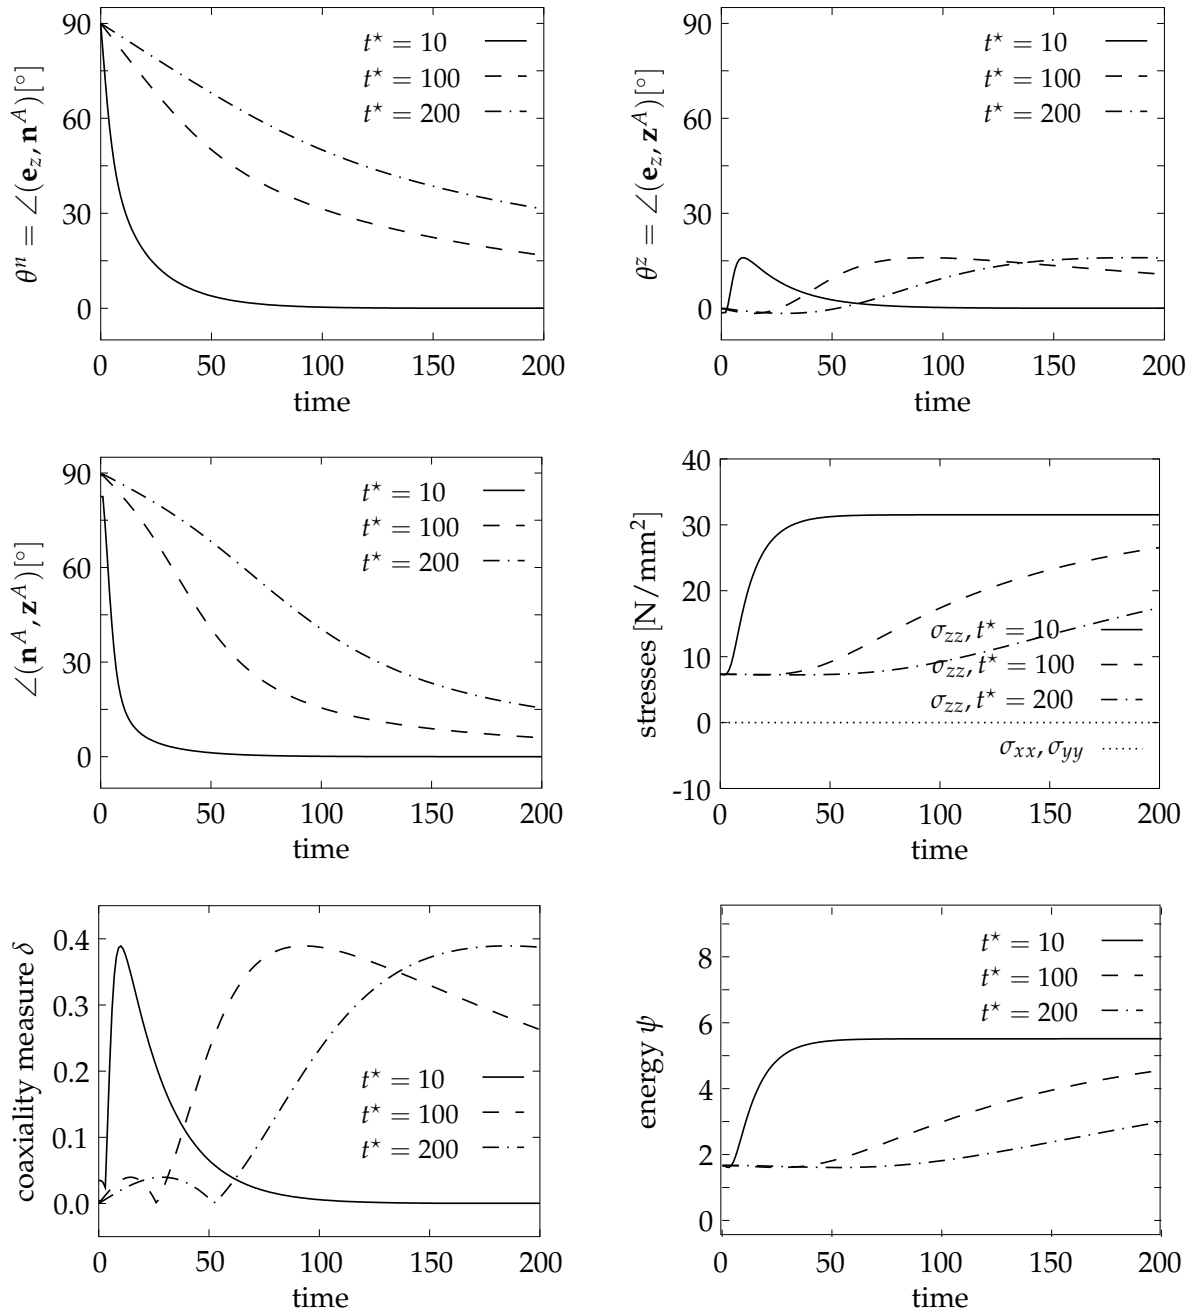 θⁿ = ∠(e_z, n^A)[°]
90
60
30
0
t⋆ = 10
t⋆ = 100
t⋆ = 200
0 50 100 150 200
time
θᶻ = ∠(e_z, z^A)[°]
90
60
30
0
t⋆ = 10
t⋆ = 100
t⋆ = 200
0 50 100 150 200
time
∠(n^A, z^A)[°]
90
60
30
0
t⋆ = 10
t⋆ = 100
t⋆ = 200
0 50 100 150 200
time
stresses [N/mm²]
40
30
20
10
0
-10
σ_zz, t⋆ = 10
σ_zz, t⋆ = 100
σ_zz, t⋆ = 200
σ_xx, σ_yy
0 50 100 150 200
time
coaxiality measure δ
0.4
0.3
0.2
0.1
0.0
t⋆ = 10
t⋆ = 100
t⋆ = 200
0 50 100 150 200
time
energy ψ
8
6
4
2
0
t⋆ = 10
t⋆ = 100
t⋆ = 200
0 50 100 150 200
time